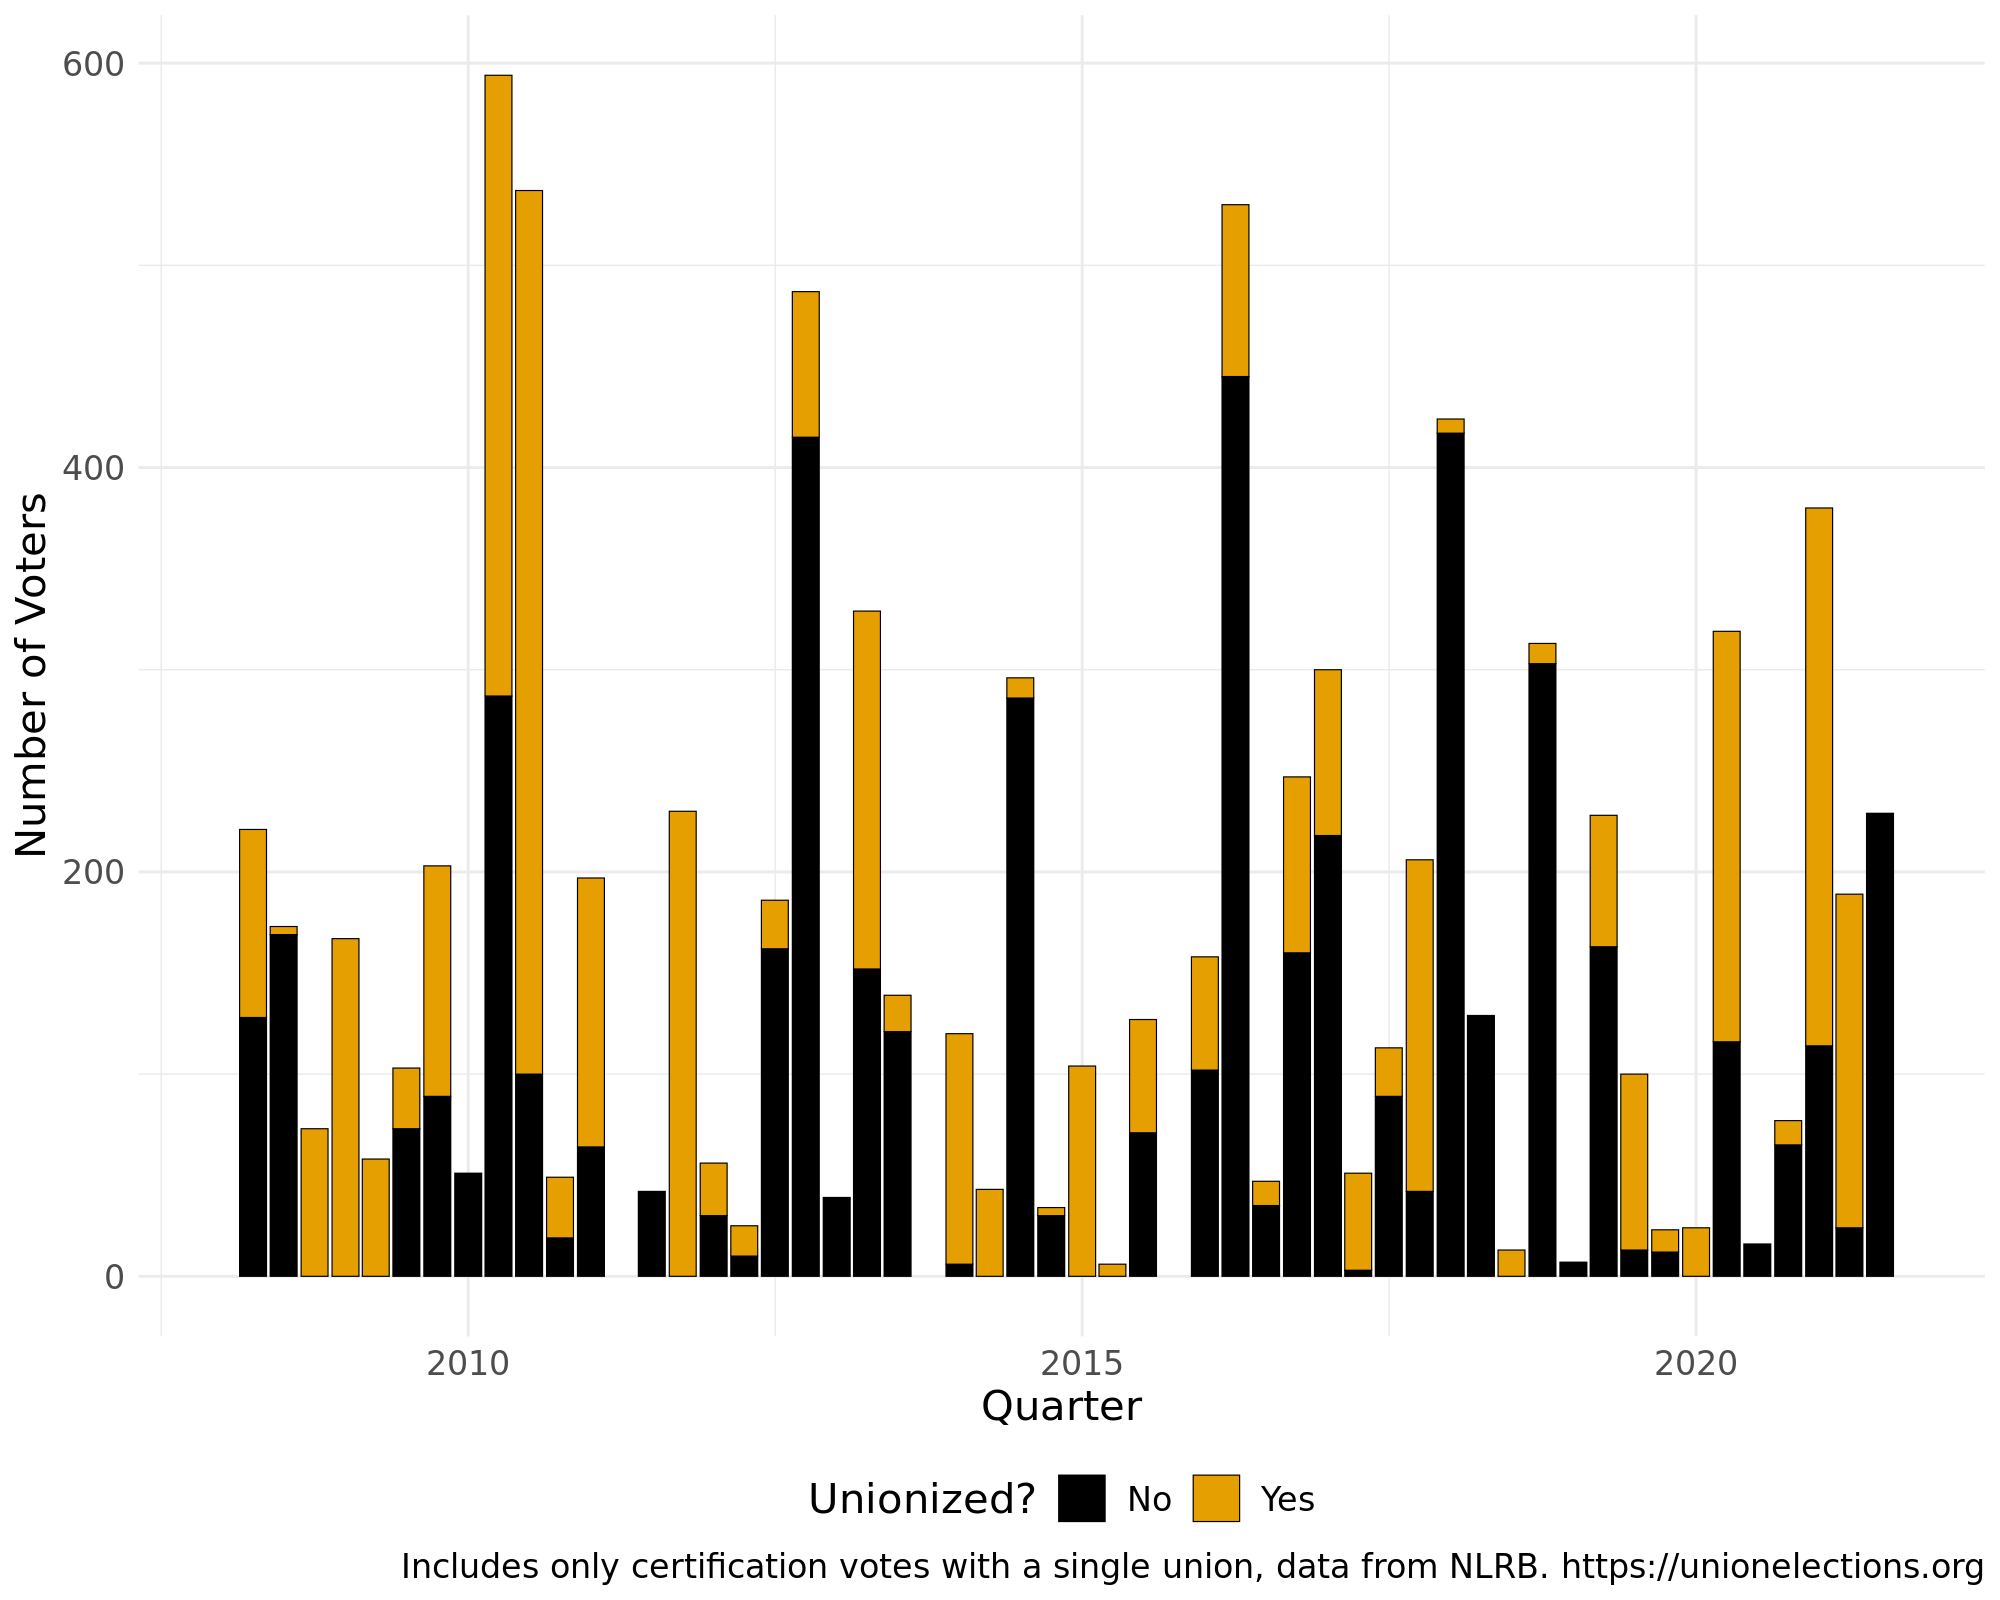 600
400
200
0
Number of Voters
2010 2015 2020
Quarter
Unionized? No Yes
Includes only certification votes with a single union, data from NLRB. https://unionelections.org